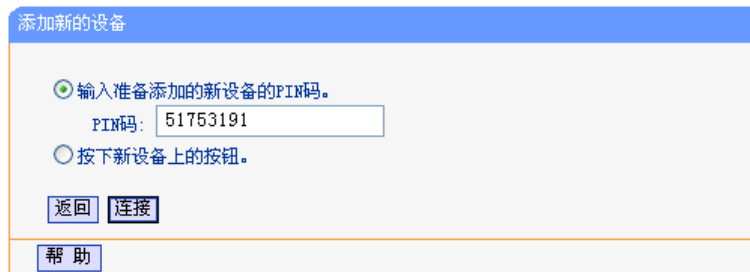 添加新的设备
输入准备添加的新设备的PIN码。
PIN码: 51753191
按下新设备上的按钮。
返回 连接
帮 助